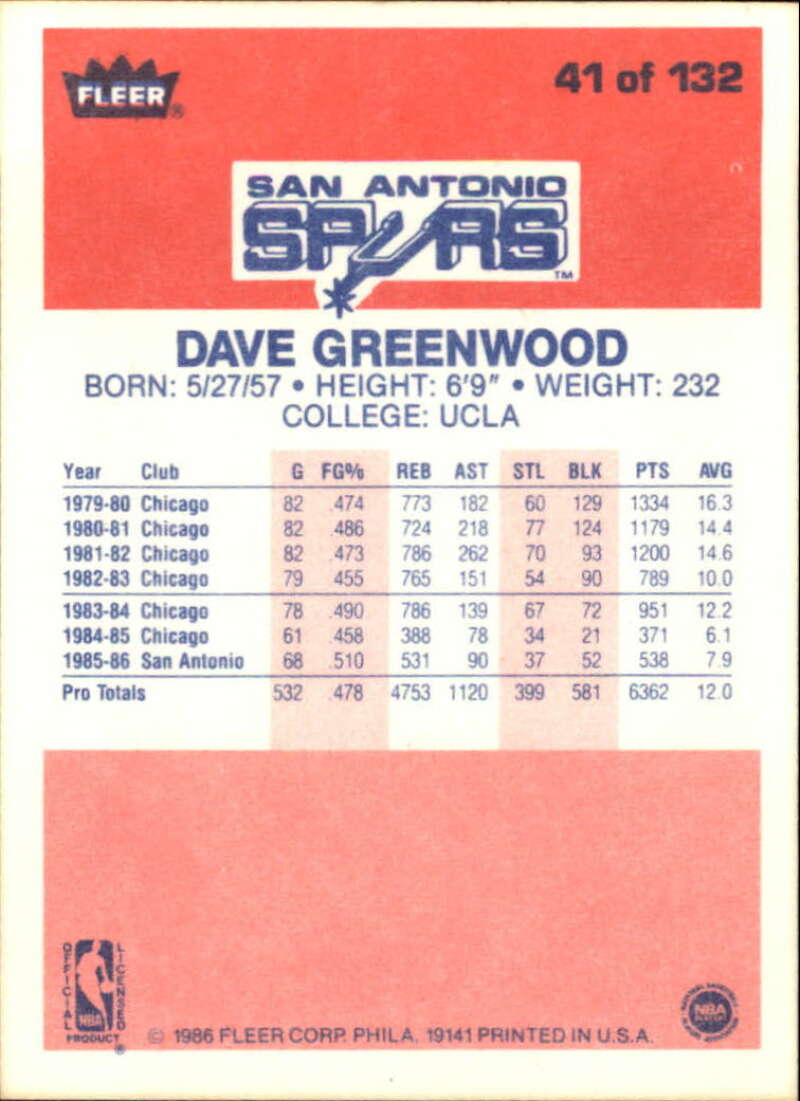 FLEER®
41 of 132
SAN ANTONIO
SPURS
TM
DAVE GREENWOOD
BORN: 5/27/57 • HEIGHT: 6'9" • WEIGHT: 232
COLLEGE: UCLA
Year Club G FG% REB AST STL BLK PTS AVG
1979-80 Chicago 82 .474 773 182 60 129 1334 16.3
1980-81 Chicago 82 .486 724 218 77 124 1179 14.4
1981-82 Chicago 82 .473 786 262 70 93 1200 14.6
1982-83 Chicago 79 .455 765 151 54 90 789 10.0
1983-84 Chicago 78 .490 786 139 67 72 951 12.2
1984-85 Chicago 61 .458 388 78 34 21 371 6.1
1985-86 San Antonio 68 .510 531 90 37 52 538 7.9
Pro Totals 532 .478 4753 1120 399 581 6362 12.0
OFFICIAL NBA LICENSED
PRODUCT ®
© 1986 FLEER CORP. PHILA. 19141 PRINTED IN U.S.A.
NBA